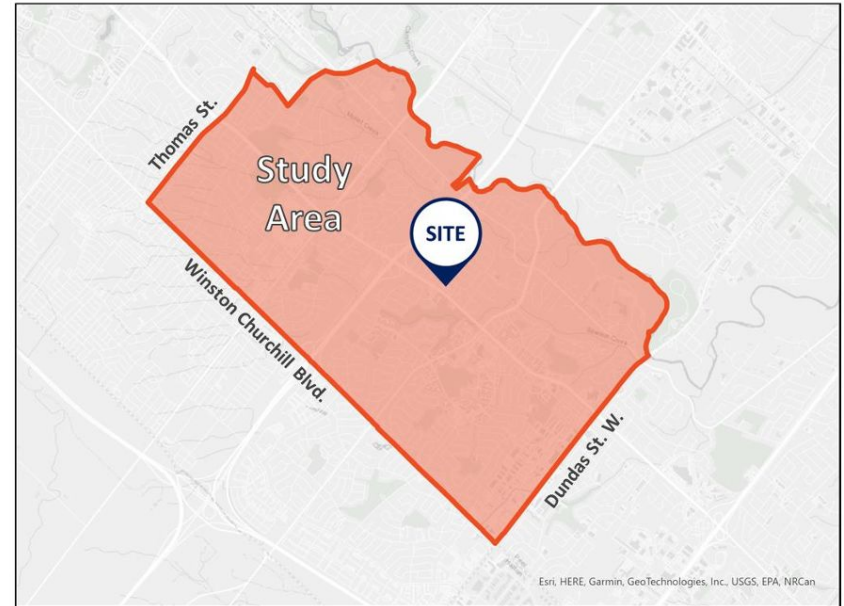 Thomas St.
Study
Area
SITE
Winston Churchill Blvd.
Dundas St. W.
Esri, HERE, Garmin, GeoTechnologies, Inc., USGS, EPA, NRCan